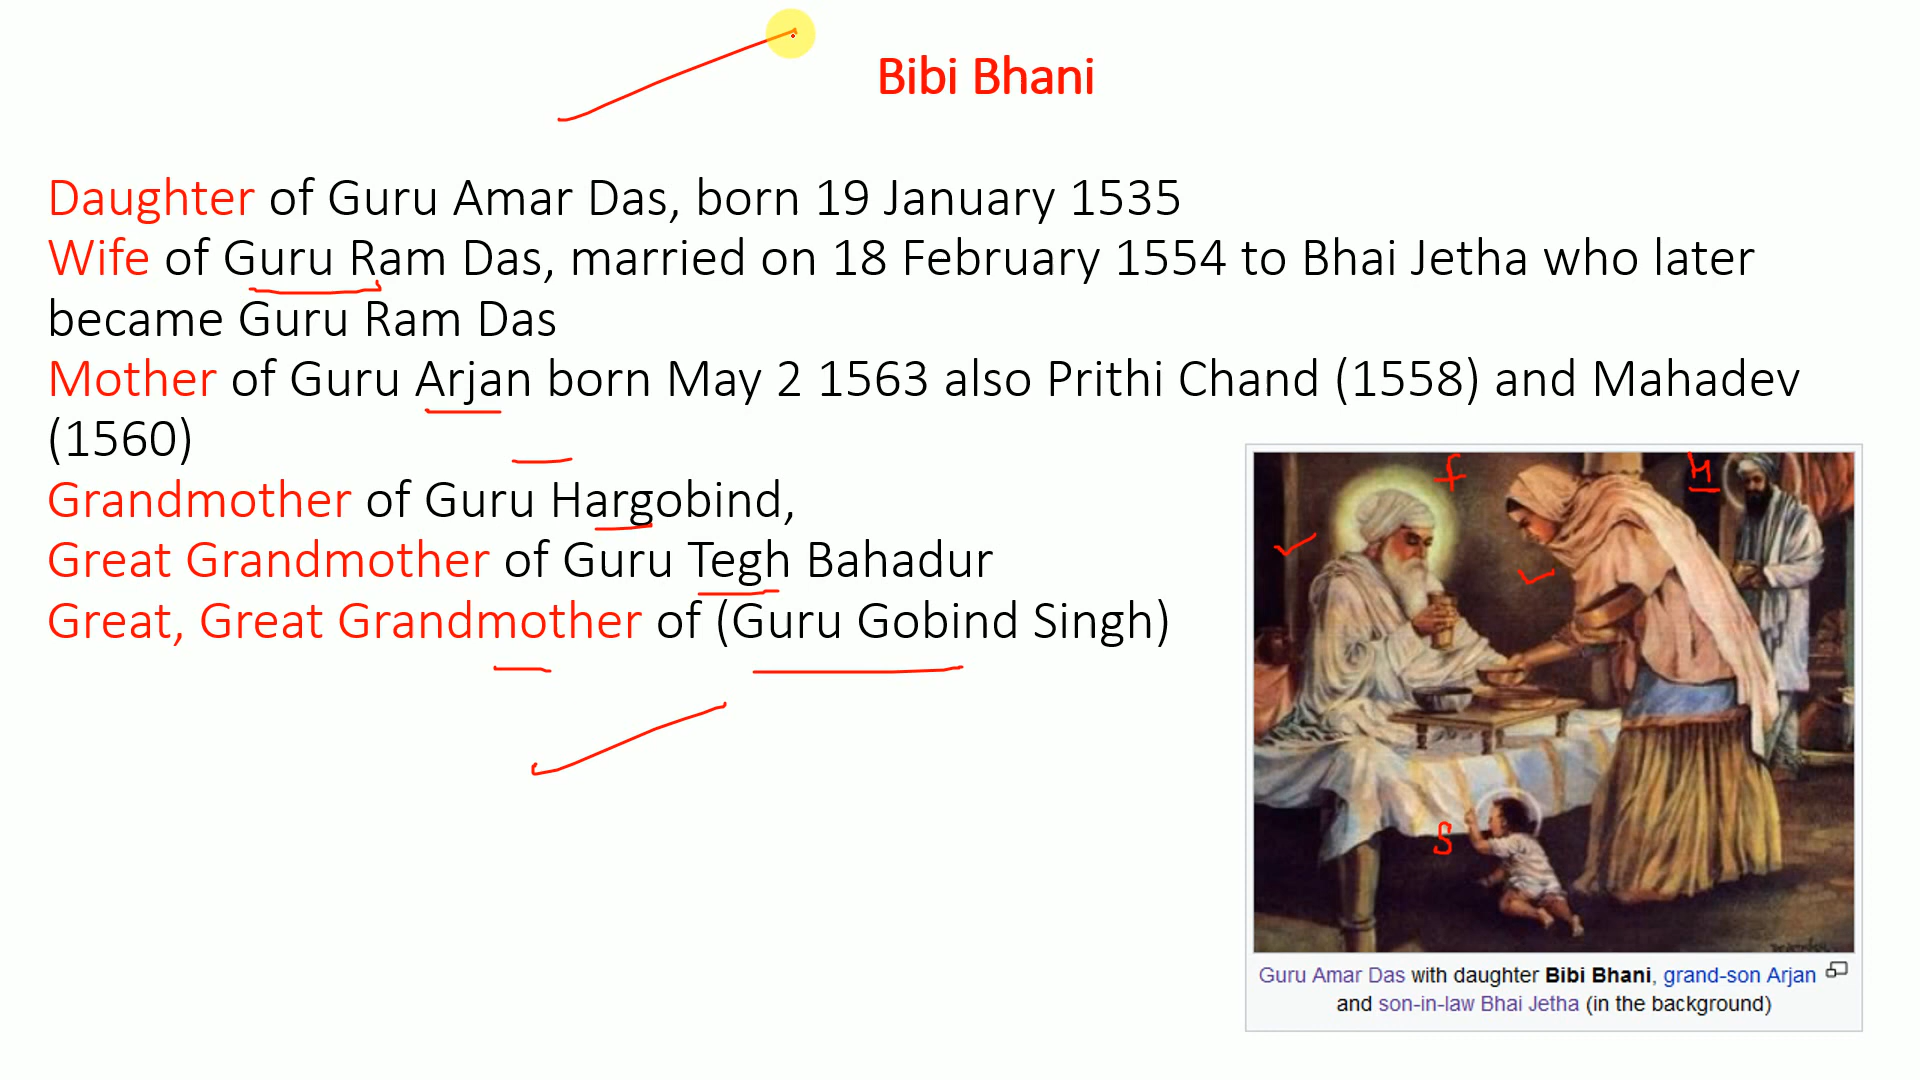 Bibi Bhani
Daughter of Guru Amar Das, born 19 January 1535
Wife of Guru Ram Das, married on 18 February 1554 to Bhai Jetha who later
became Guru Ram Das
Mother of Guru Arjan born May 2 1563 also Prithi Chand (1558) and Mahadev
(1560)
Grandmother of Guru Hargobind,
Great Grandmother of Guru Tegh Bahadur
Great, Great Grandmother of (Guru Gobind Singh)
f
H
S
Guru Amar Das with daughter Bibi Bhani, grand-son Arjan
and son-in-law Bhai Jetha (in the background)